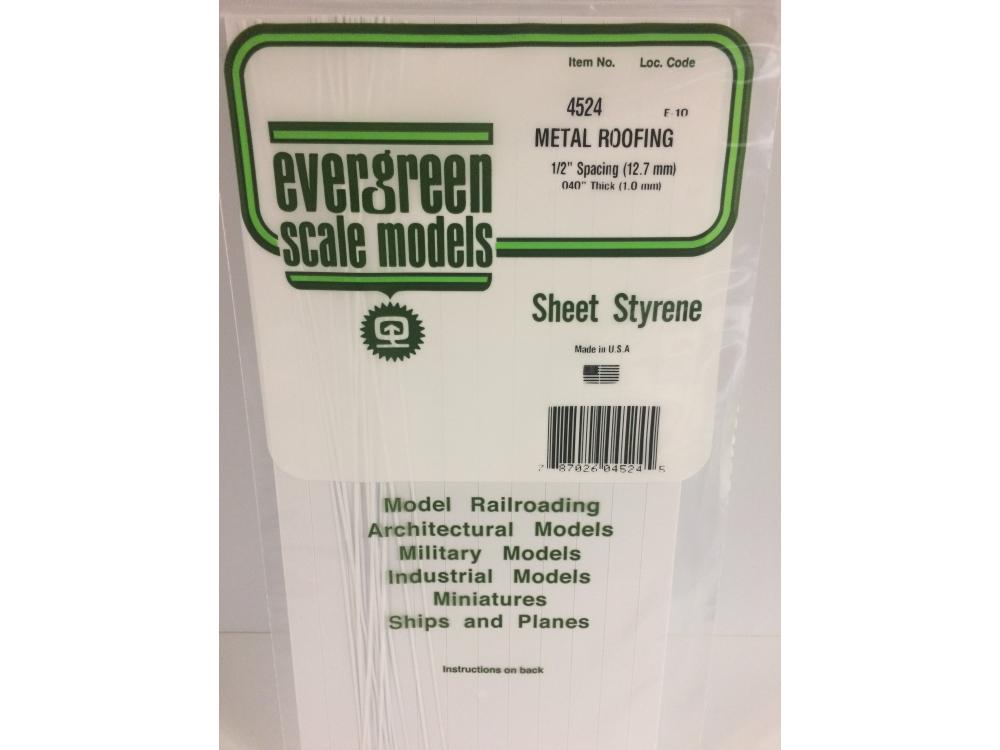 Item No. Loc. Code
4524 E-10
METAL ROOFING
1/2" Spacing (12.7 mm)
.040" Thick (1.0 mm)
evergreen
scale models
Sheet Styrene
Made in U.S.A
7 87026 04524 5
Model Railroading
Architectural Models
Military Models
Industrial Models
Miniatures
Ships and Planes
Instructions on back